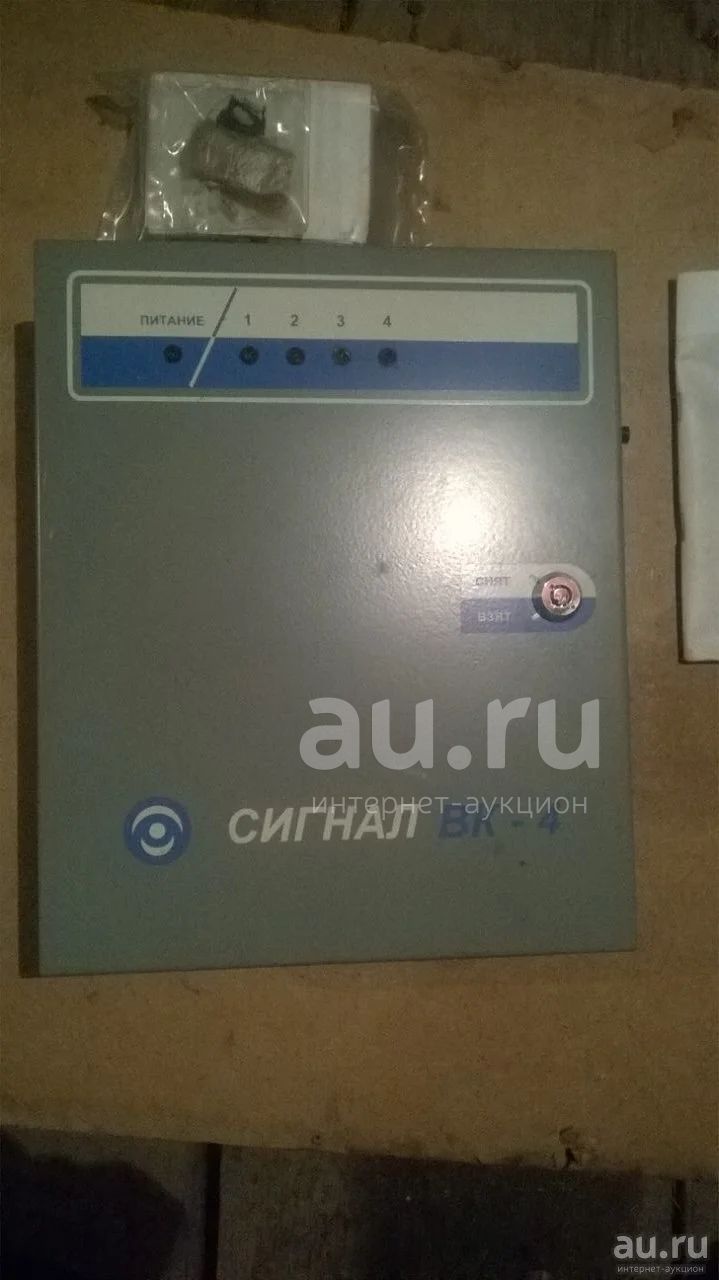 ПИТАНИЕ 1 2 3 4
СНЯТ
ВЗЯТ
au.ru
интернет-аукцион
СИГНАЛ ВК - 4
au.ru
интернет-аукцион